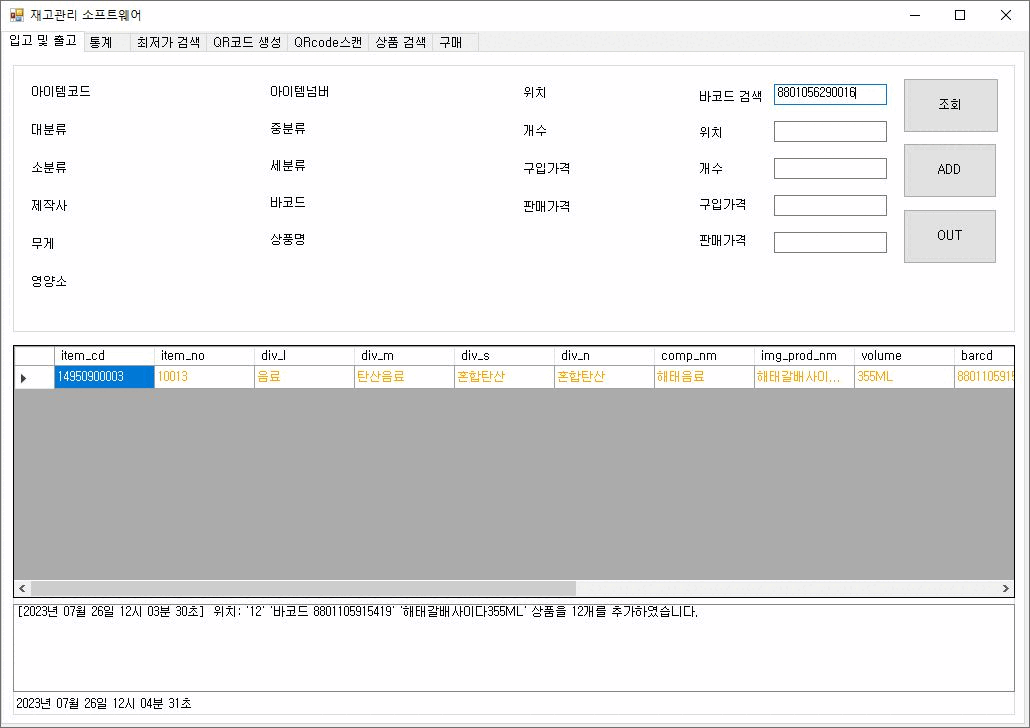 재고관리 소프트웨어
입고 및 출고 통계 최저가 검색 QR코드 생성 QRcode스캔 상품 검색 구매
아이템코드 아이템넘버 위치 바코드 검색 8801056290016 조회
대분류 중분류 개수 위치
소분류 세분류 구입가격 개수 ADD
제작사 바코드 판매가격 구입가격
무게 상품명 판매가격 OUT
영양소
item_cd item_no div_l div_m div_s div_n comp_nm img_prod_nm volume barcd
14950900003 10013 음료 탄산음료 혼합탄산 혼합탄산 해태음료 해태갈배사이... 355ML 880110591
[2023년 07월 26일 12시 03분 30초] 위치: '12' '바코드 8801105915419' '해태갈배사이다355ML' 상품을 12개를 추가하였습니다.
2023년 07월 26일 12시 04분 31초